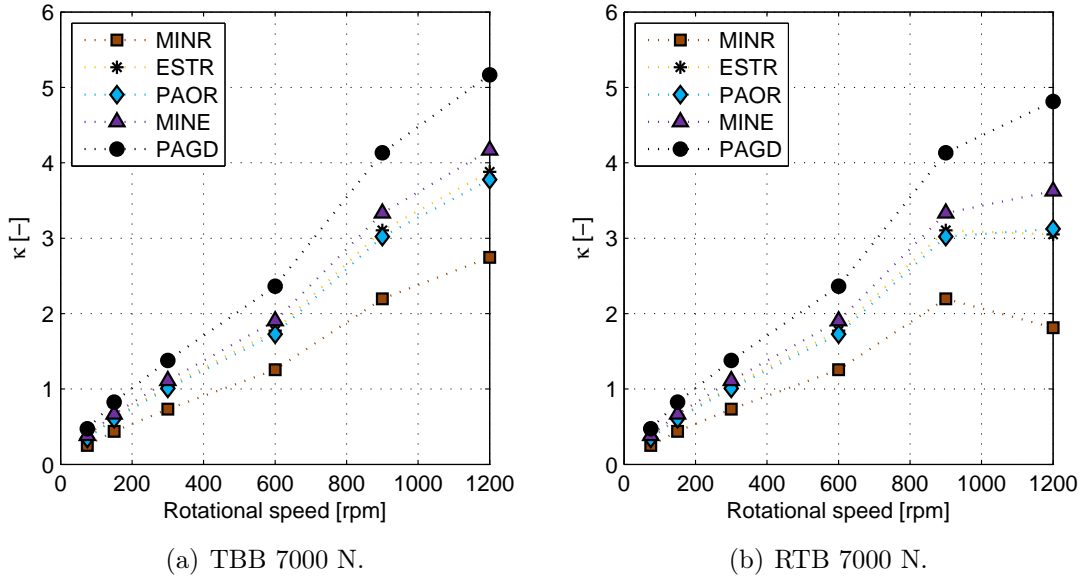 6
5
4
3
2
1
0
κ [−]
MINR
ESTR
PAOR
MINE
PAGD
0 200 400 600 800 1000 1200
Rotational speed [rpm]
(a) TBB 7000 N.
6
5
4
3
2
1
0
κ [−]
MINR
ESTR
PAOR
MINE
PAGD
0 200 400 600 800 1000 1200
Rotational speed [rpm]
(b) RTB 7000 N.